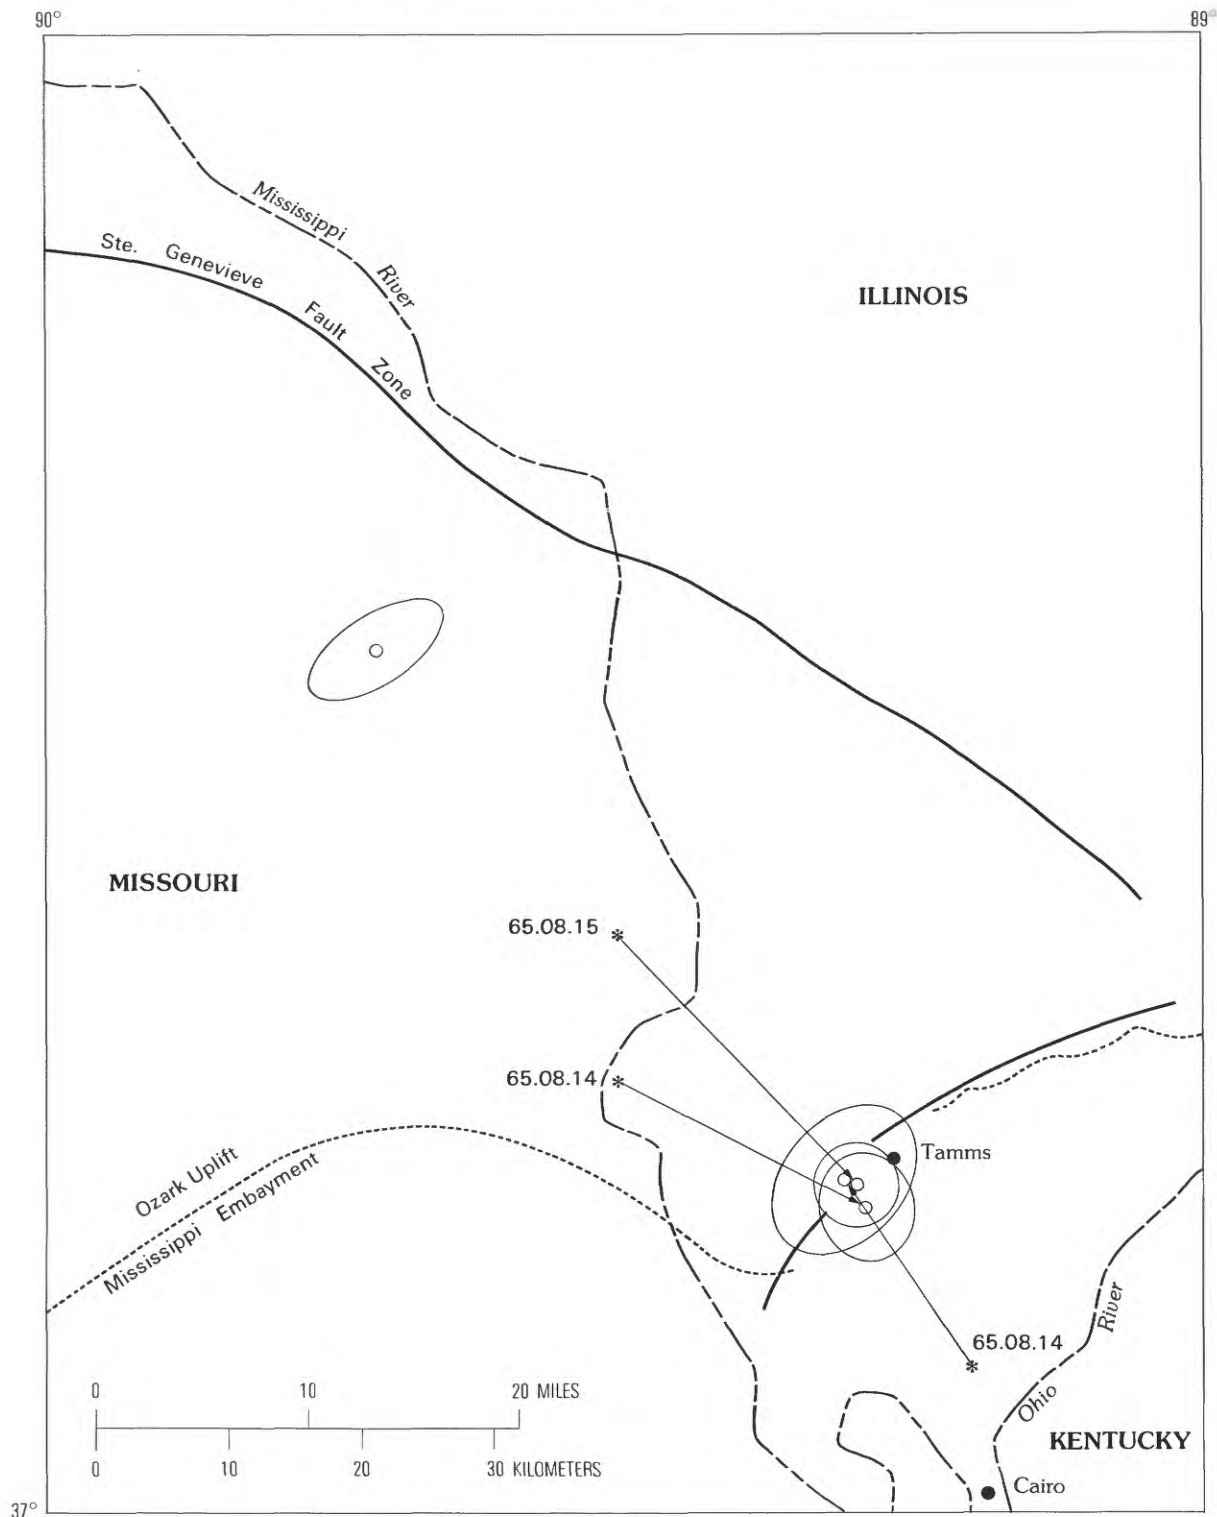 90°
89°
Mississippi
River
Ste. Genevieve Fault Zone
ILLINOIS
MISSOURI
65.08.15
65.08.14
Tamms
Ozark Uplift
Mississippi Embayment
65.08.14
River
Ohio
0 10 20 MILES
0 10 20 30 KILOMETERS
KENTUCKY
Cairo
37°